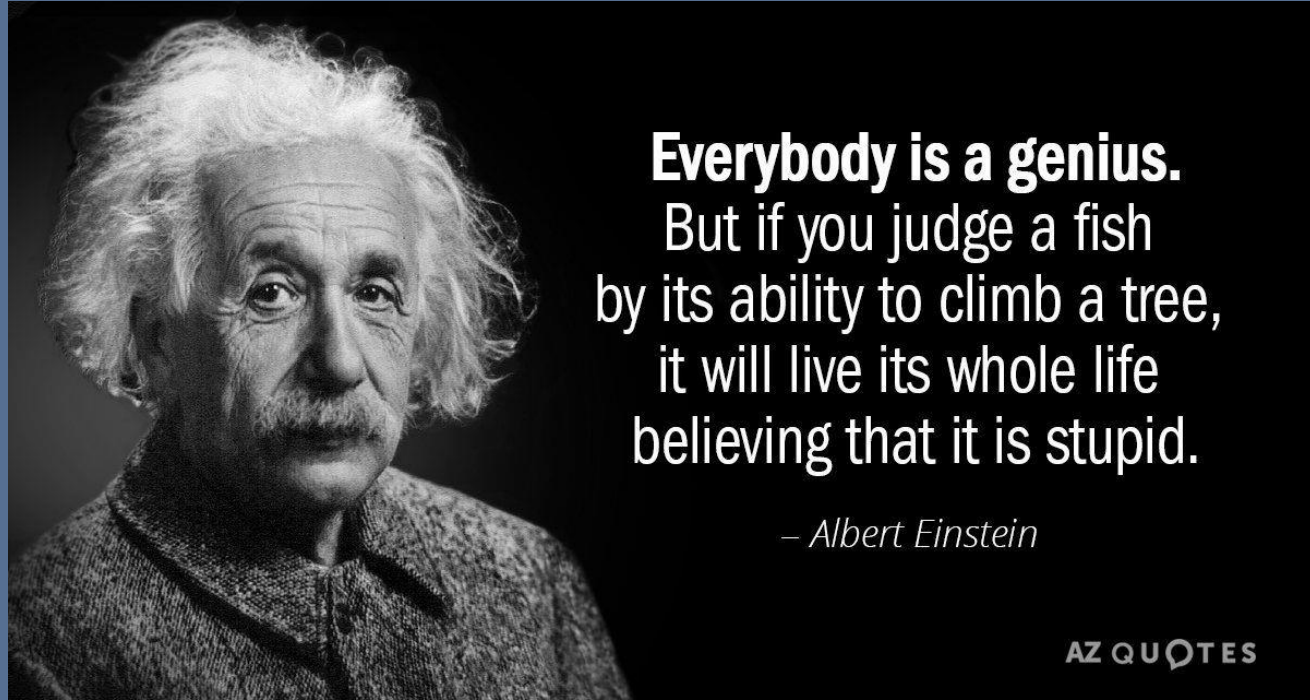 Everybody is a genius.
But if you judge a fish
by its ability to climb a tree,
it will live its whole life
believing that it is stupid.
– Albert Einstein
AZ QUOTES